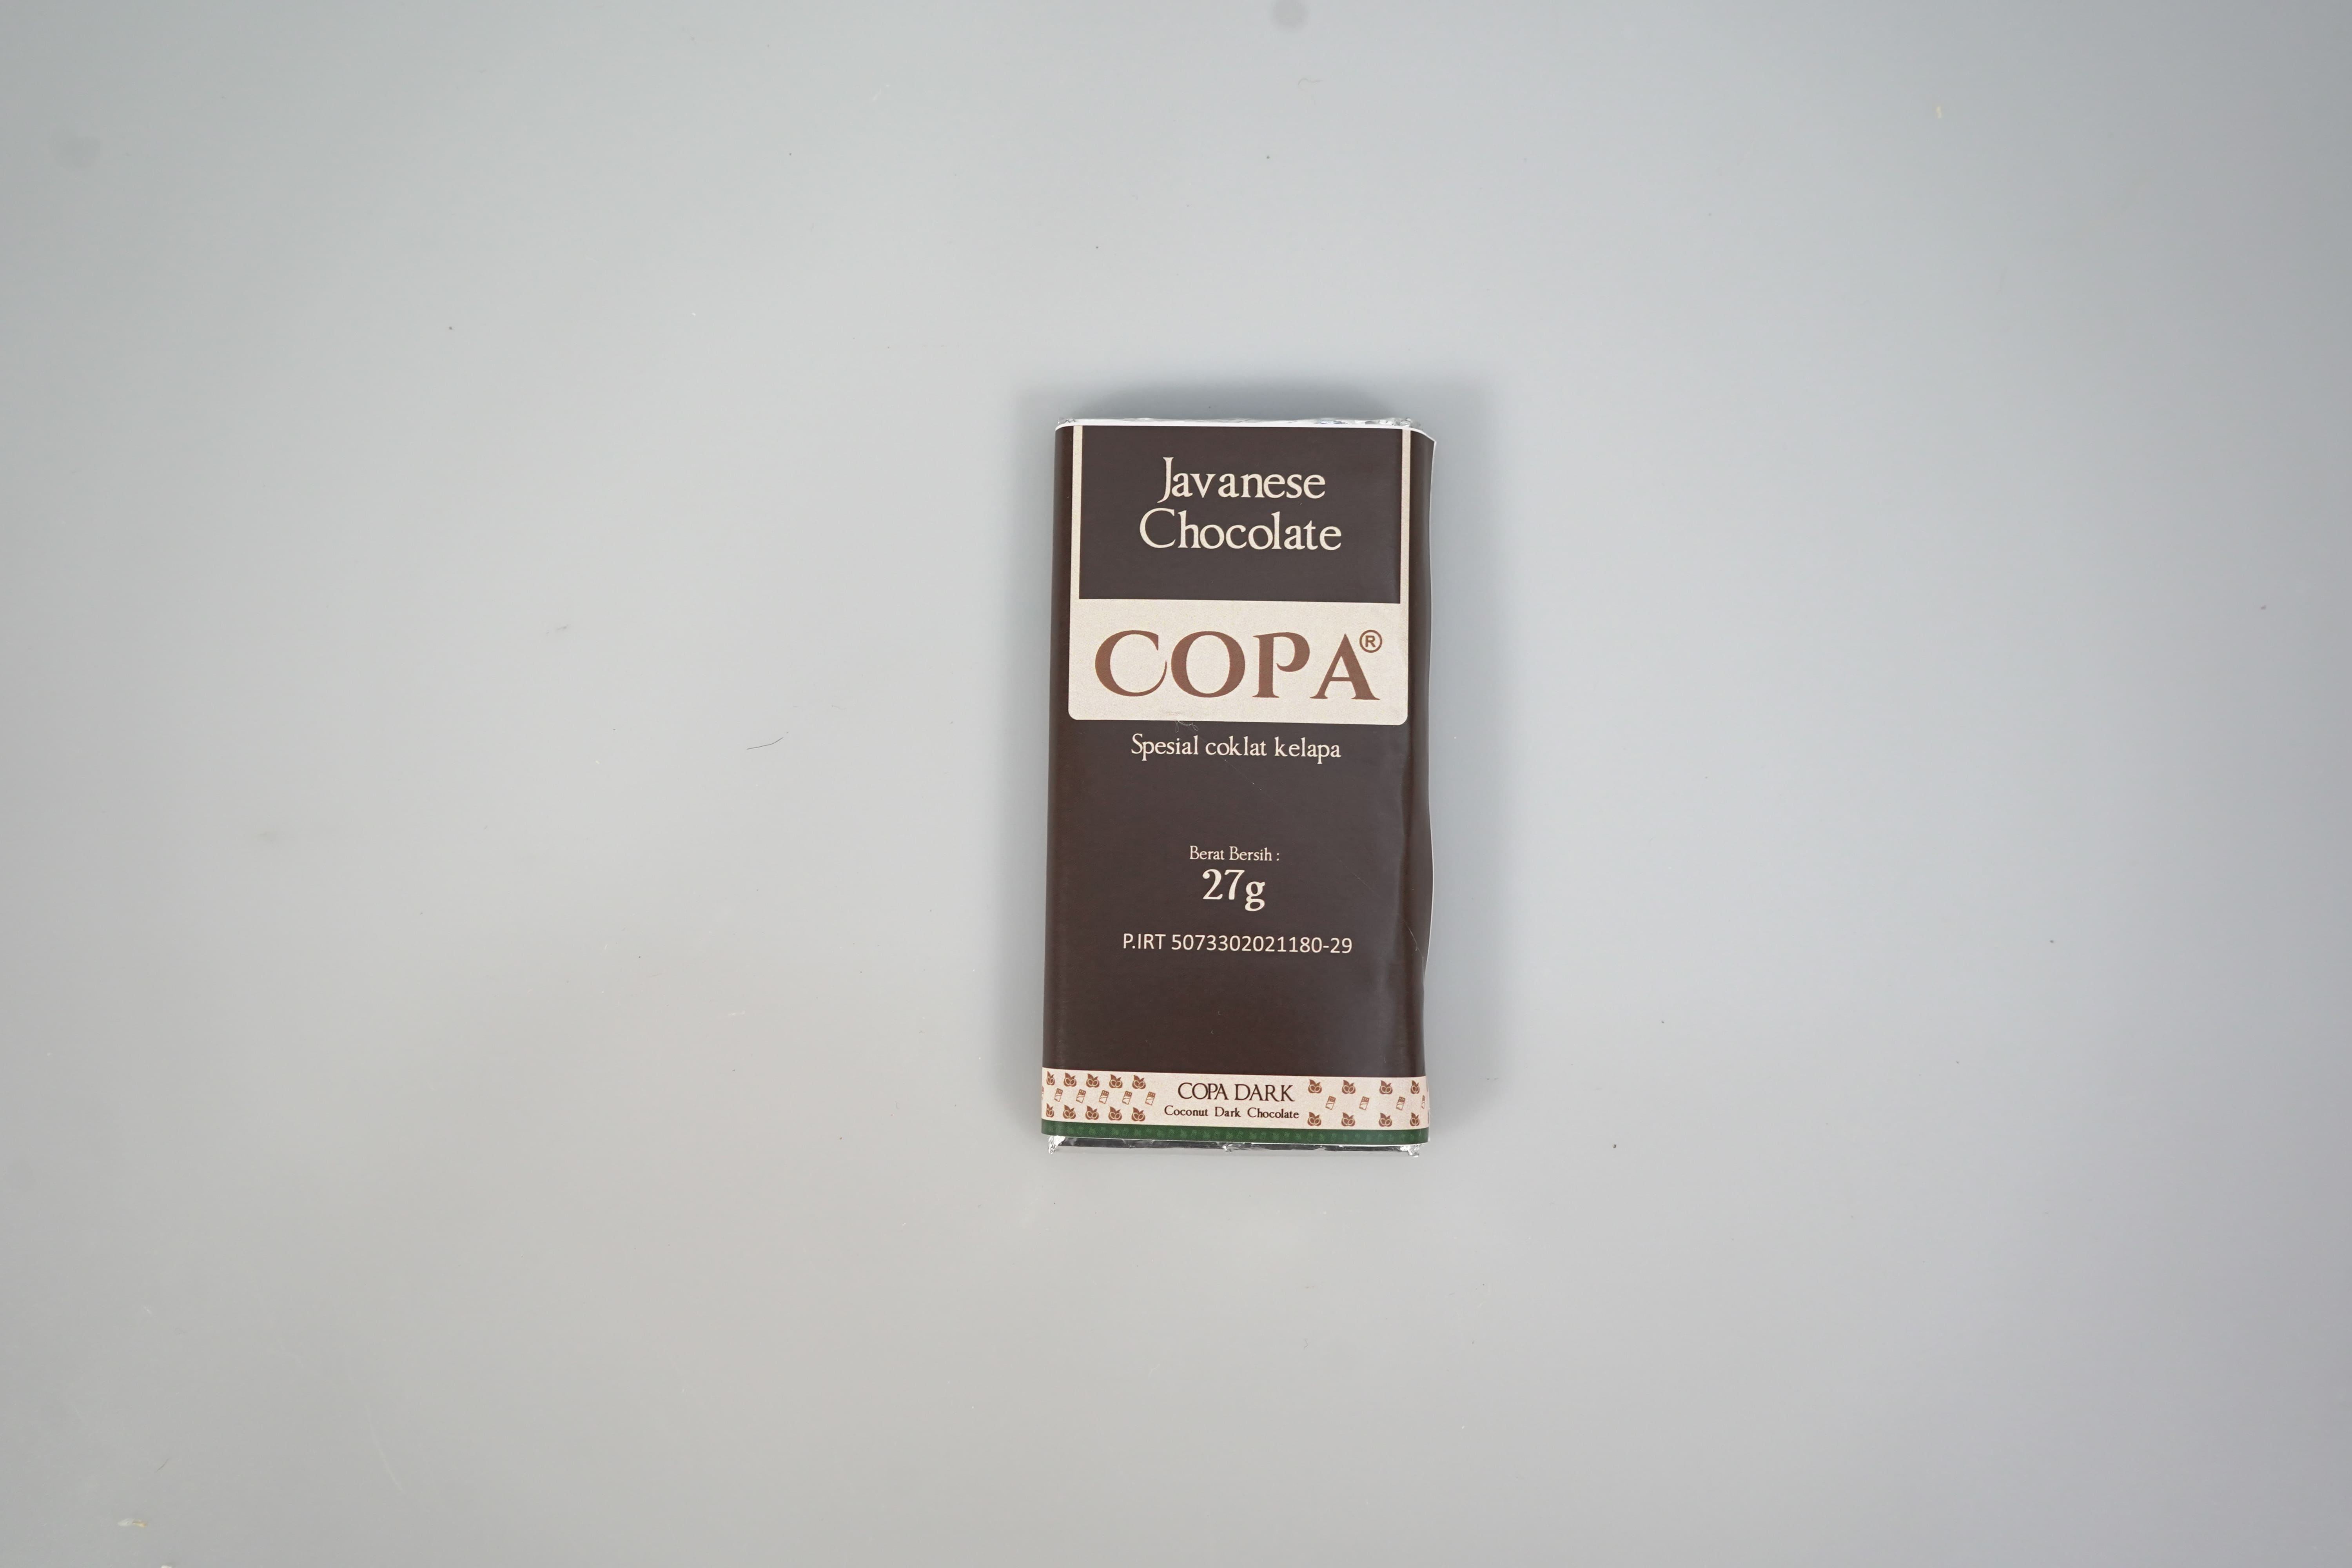 Javanese
Chocolate
COPA®
Spesial coklat kelapa
Berat Bersih :
27g
P.IRT 5073302021180-29
COPA DARK
Coconut Dark Chocolate